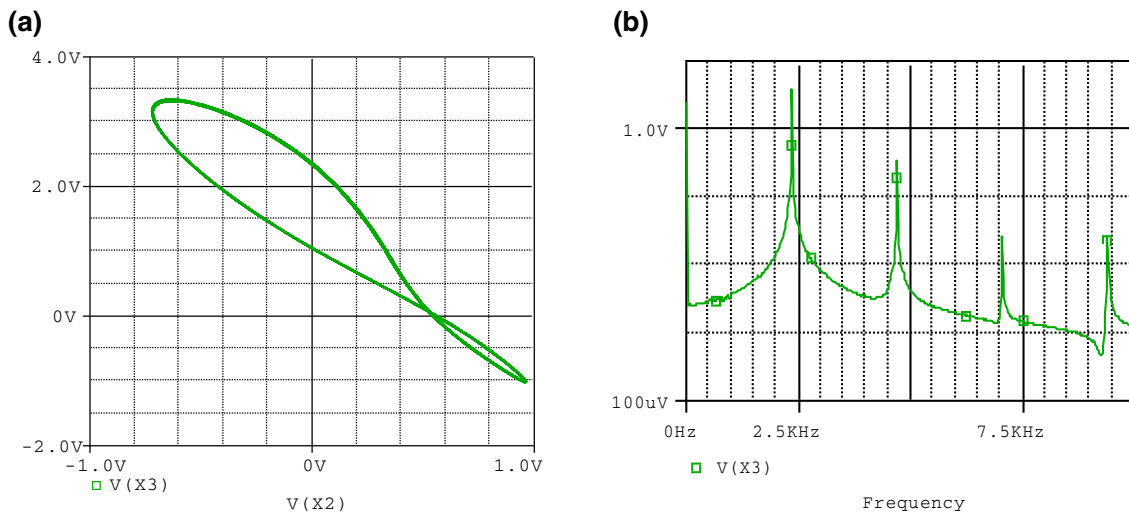 (a)
4.0V
2.0V
0V
-2.0V
-1.0V 0V 1.0V
V(X3)
V(X2)
(b)
1.0V
100uV
0Hz 2.5KHz 7.5KHz
V(X3)
Frequency